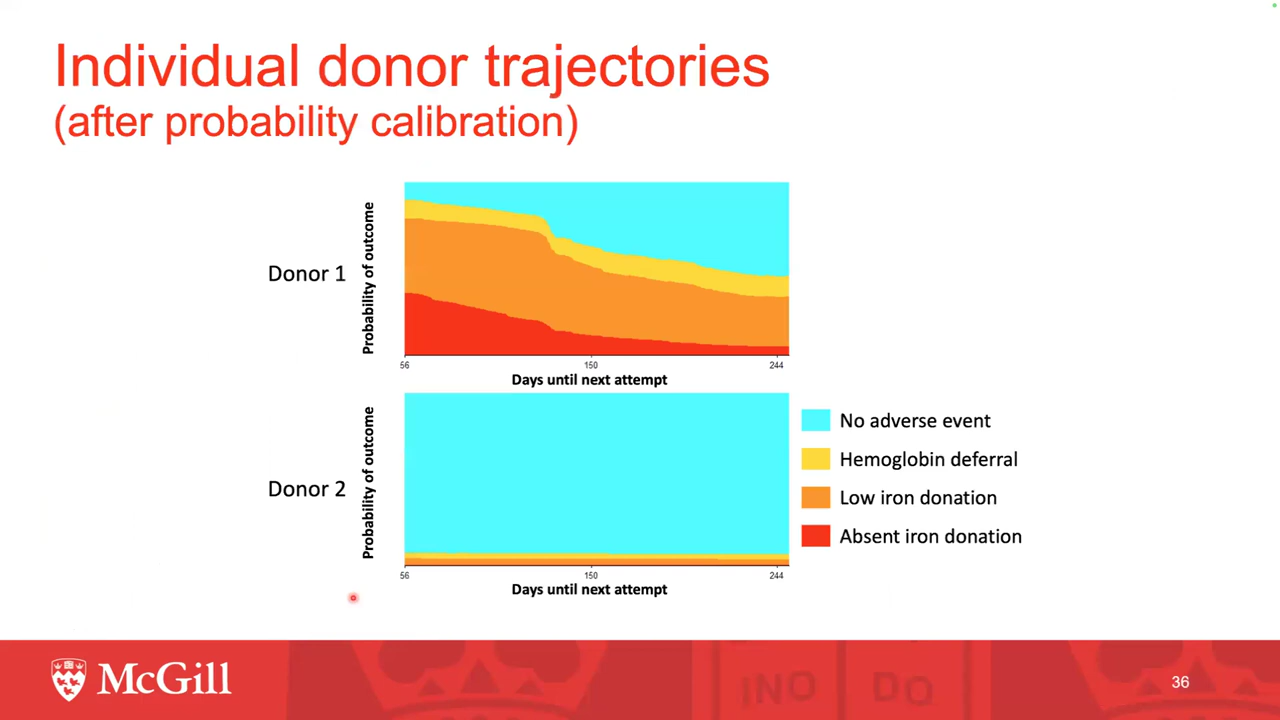 Individual donor trajectories
(after probability calibration)
Donor 1
Probability of outcome
56
150
244
Days until next attempt
Donor 2
Probability of outcome
56
150
244
Days until next attempt
No adverse event
Hemoglobin deferral
Low iron donation
Absent iron donation
McGill
INO DO
36